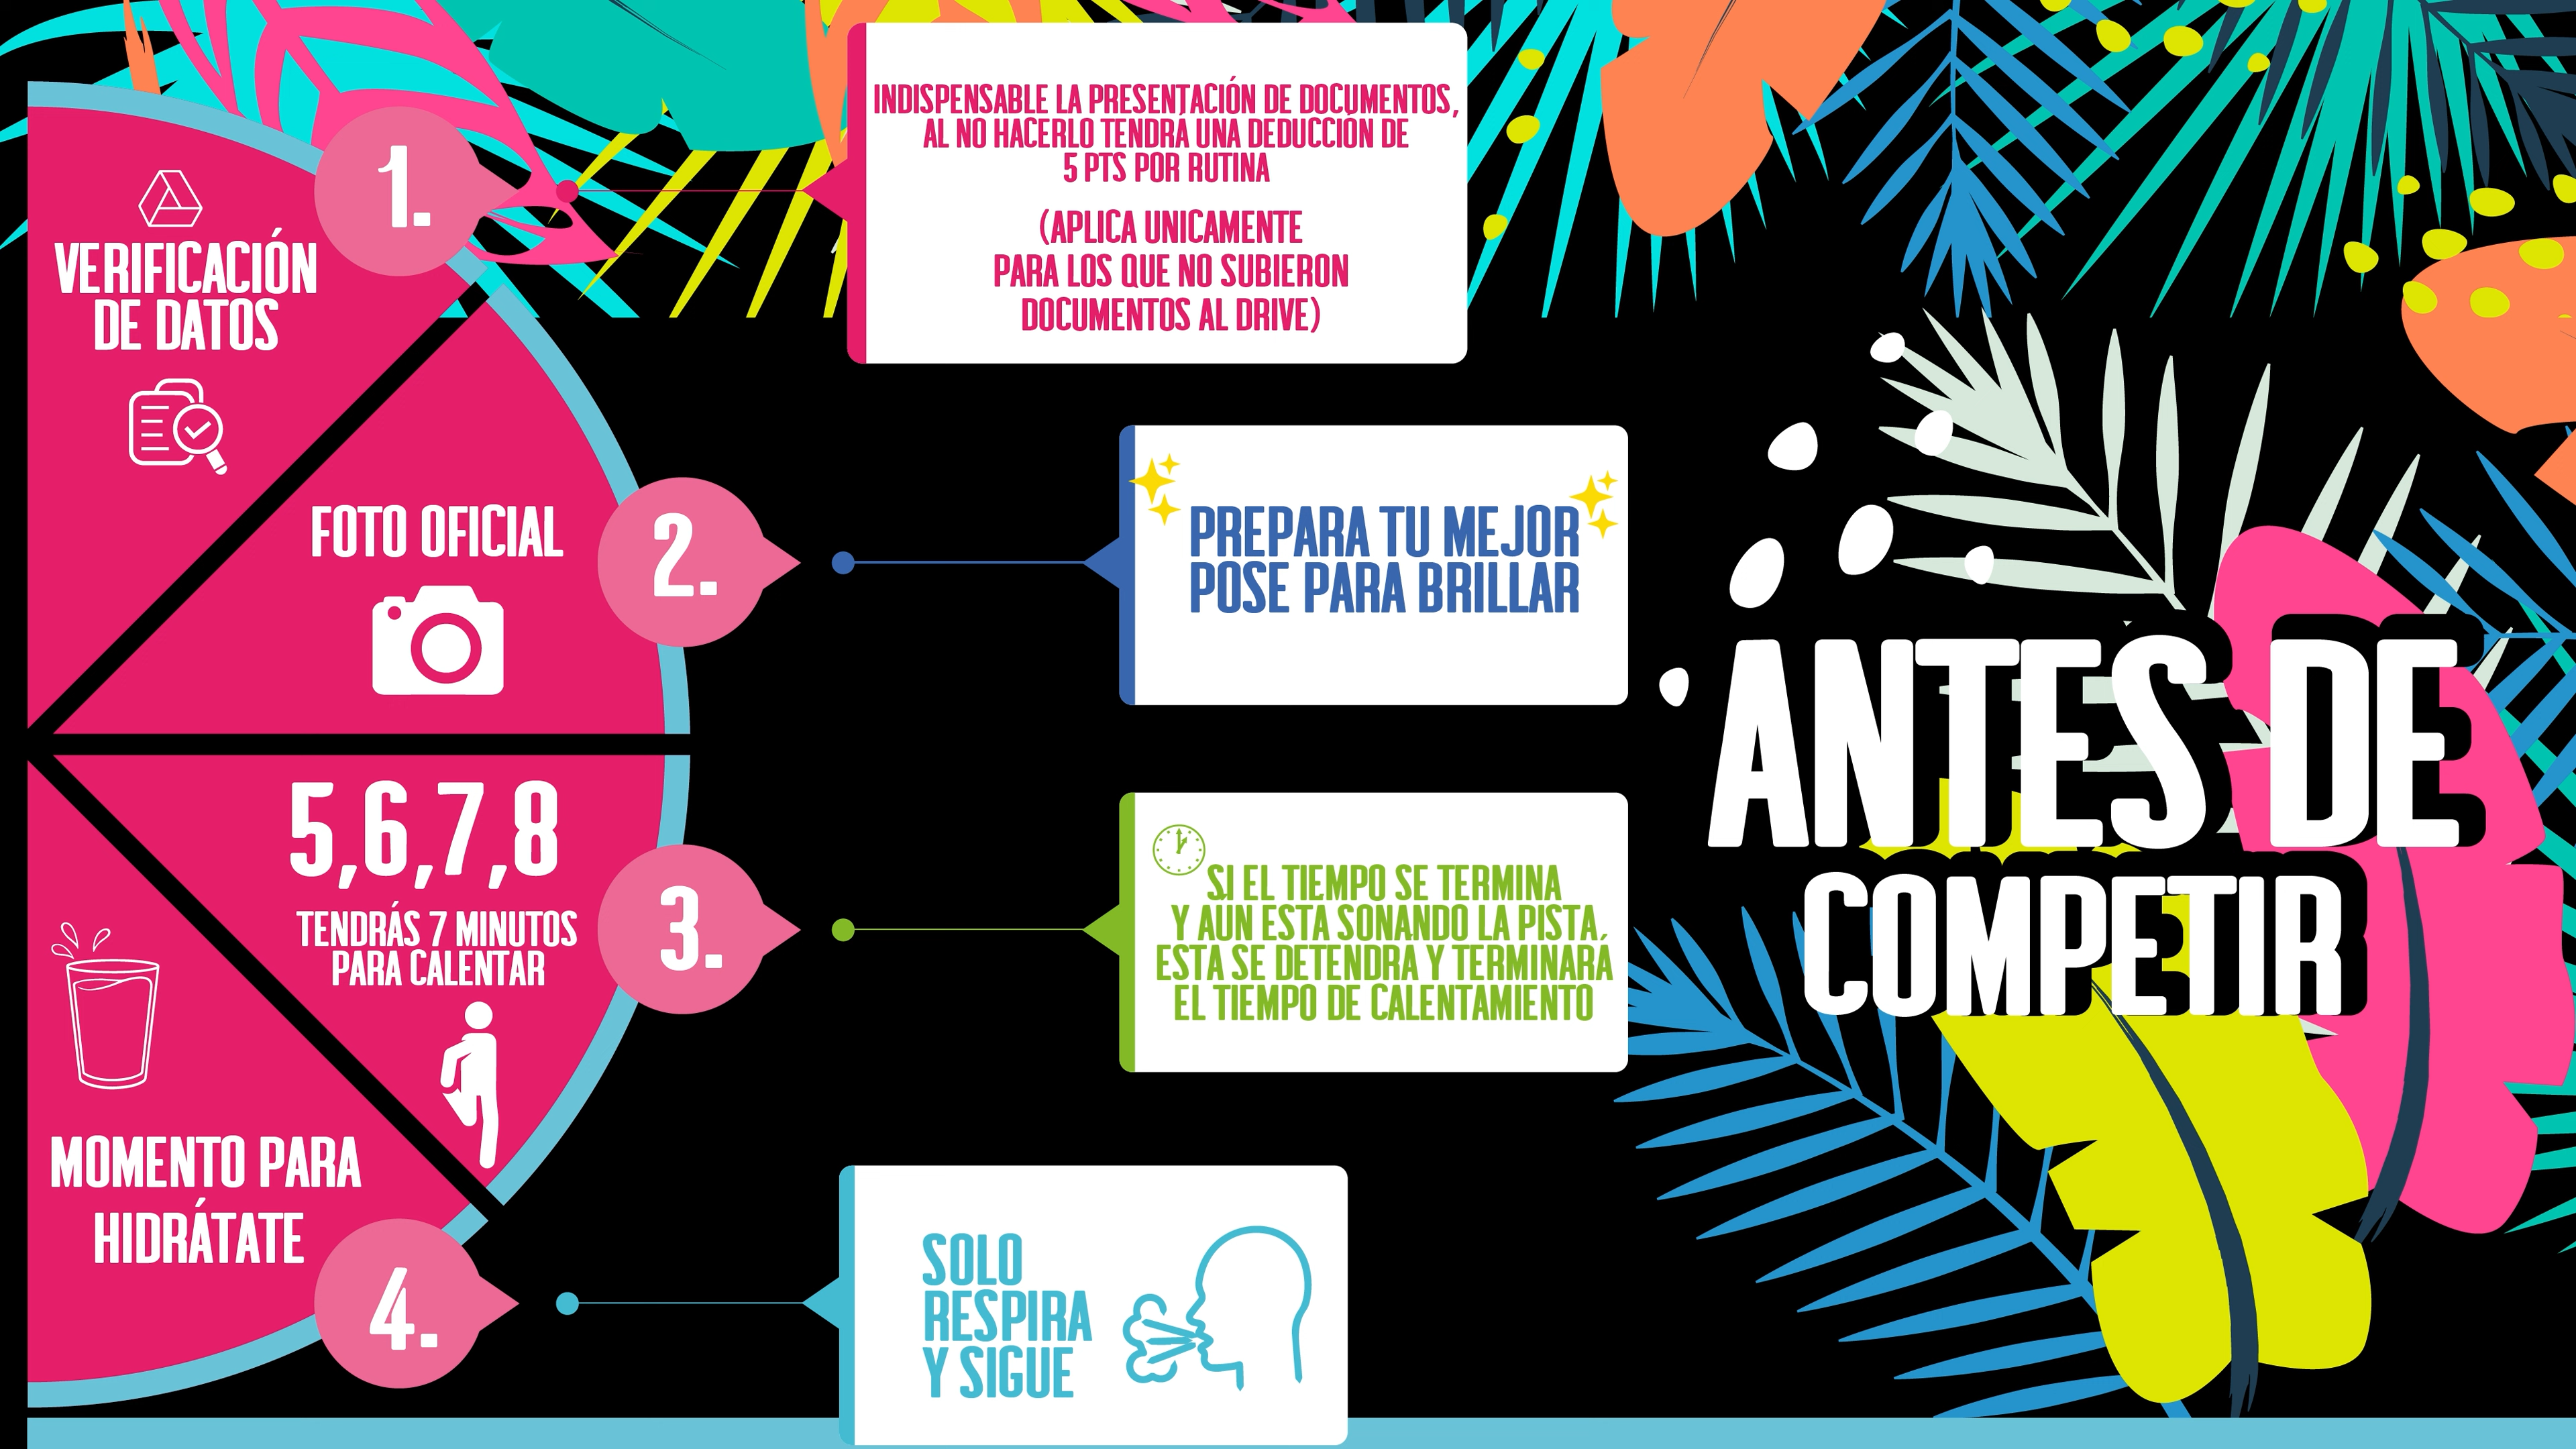 1.
VERIFICACIÓN
DE DATOS
INDISPENSABLE LA PRESENTACIÓN DE DOCUMENTOS,
AL NO HACERLO TENDRÁ UNA DEDUCCIÓN DE
5 PTS POR RUTINA
(APLICA UNICAMENTE
PARA LOS QUE NO SUBIERON
DOCUMENTOS AL DRIVE)
2.
FOTO OFICIAL
PREPARA TU MEJOR
POSE PARA BRILLAR
ANTES DE
COMPETIR
3.
5,6,7,8
TENDRÁS 7 MINUTOS
PARA CALENTAR
SI EL TIEMPO SE TERMINA
Y AUN ESTA SONANDO LA PISTA,
ESTA SE DETENDRA Y TERMINARÁ
EL TIEMPO DE CALENTAMIENTO
4.
MOMENTO PARA
HIDRÁTATE
SOLO
RESPIRA
Y SIGUE